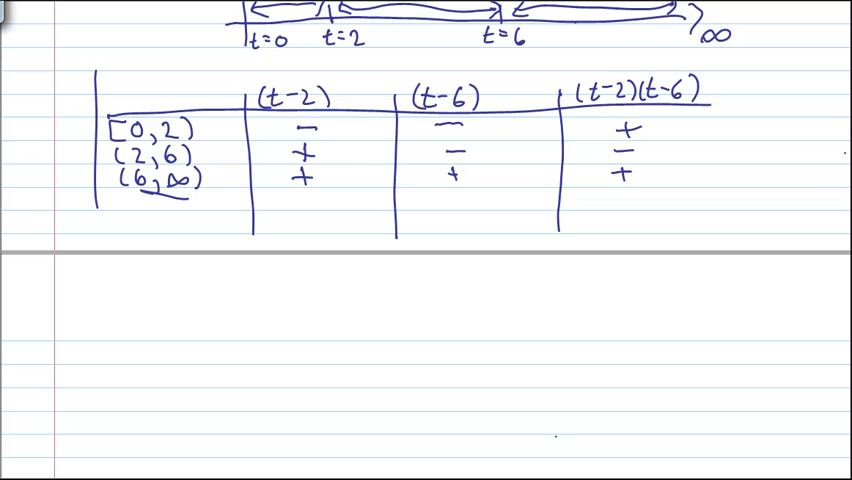 t=0 t=2 t=6 ∞
(t-2) (t-6) (t-2)(t-6)
[0,2) - - +
(2,6) + - -
(6,∞) + + +